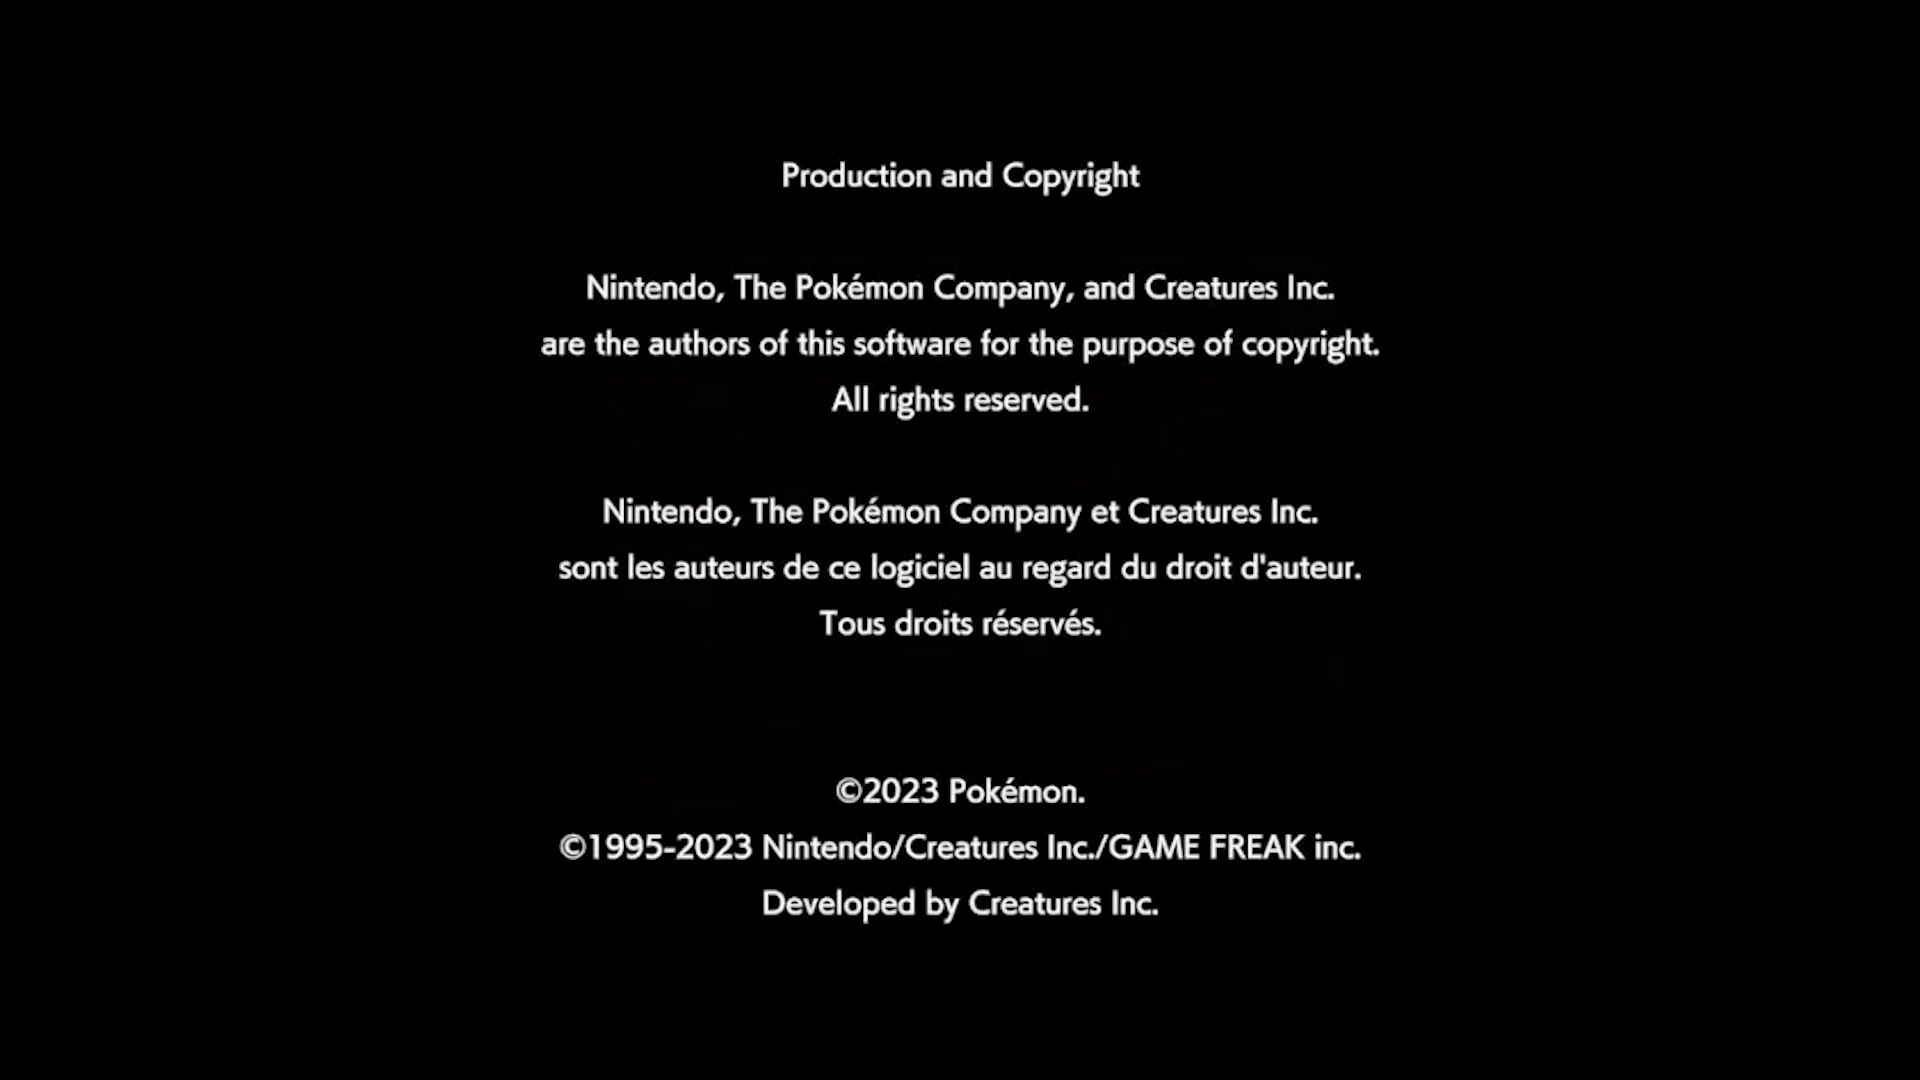 Production and Copyright
Nintendo, The Pokémon Company, and Creatures Inc.
are the authors of this software for the purpose of copyright.
All rights reserved.
Nintendo, The Pokémon Company et Creatures Inc.
sont les auteurs de ce logiciel au regard du droit d'auteur.
Tous droits réservés.
©2023 Pokémon.
©1995-2023 Nintendo/Creatures Inc./GAME FREAK inc.
Developed by Creatures Inc.